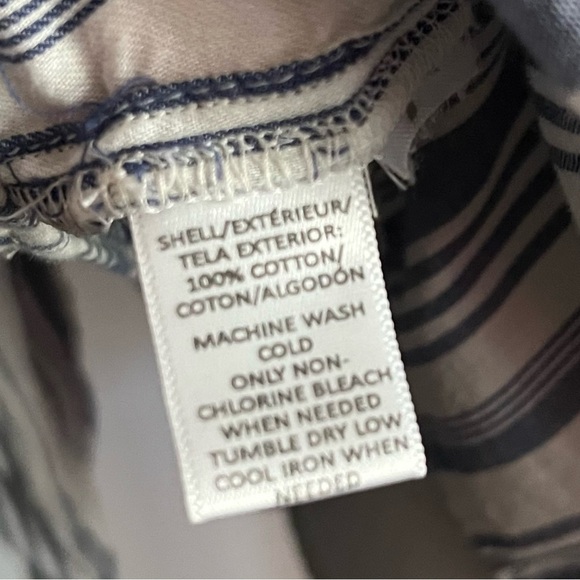 SHELL/EXTÉRIEUR/
TELA EXTERIOR:
100% COTTON/
COTON/ALGODÓN
MACHINE WASH
COLD
ONLY NON-
CHLORINE BLEACH
WHEN NEEDED
TUMBLE DRY LOW
COOL IRON WHEN
NEEDED